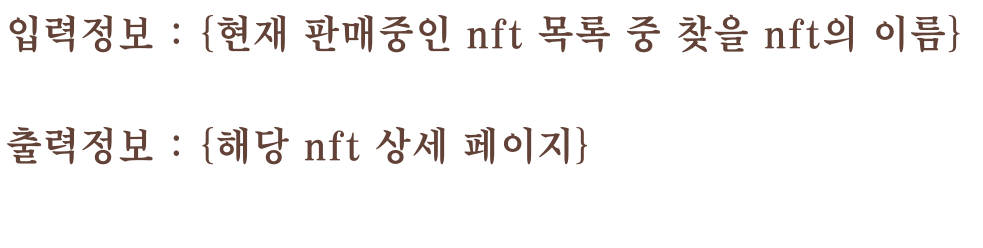 입력정보 : {현재 판매중인 nft 목록 중 찾을 nft의 이름}
출력정보 : {해당 nft 상세 페이지}